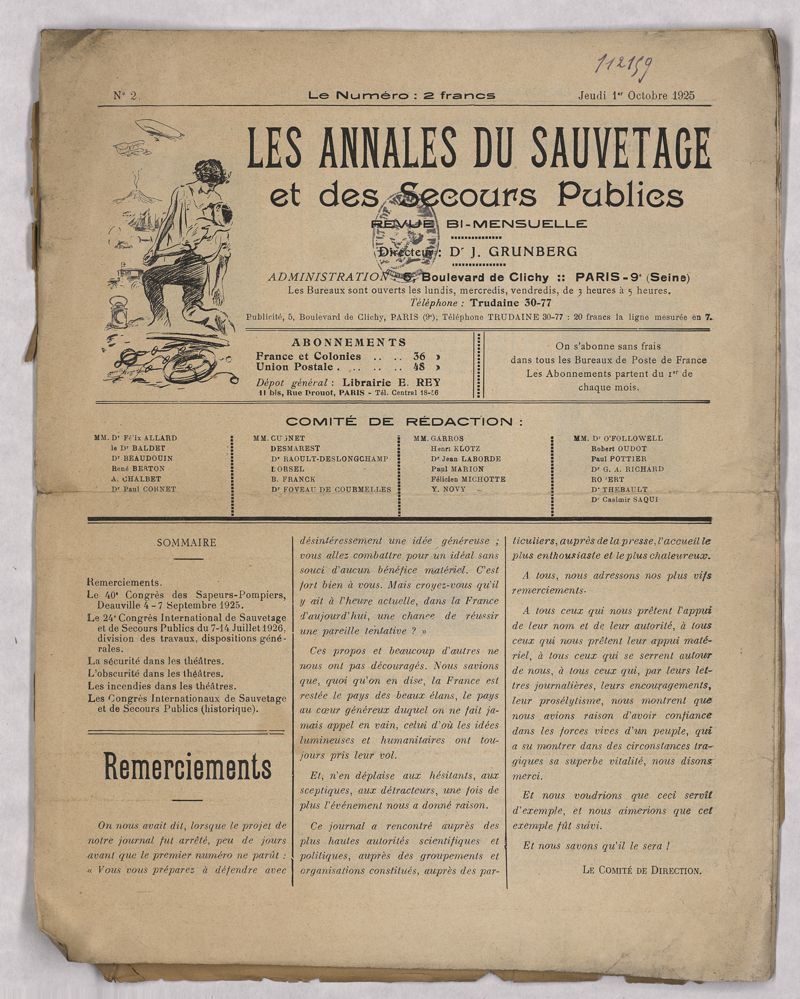 112159
N° 2
Le Numéro : 2 francs
Jeudi 1er Octobre 1925
LES ANNALES DU SAUVETAGE
et des Secours Publics
REVUE BI-MENSUELLE
Directeur : Dr J. GRUNBERG
ADMINISTRATION 5, Boulevard de Clichy :: PARIS-9e (Seine)
Les Bureaux sont ouverts les lundis, mercredis, vendredis, de 3 heures à 5 heures.
Téléphone : Trudaine 30-77
Publicité, 5, Boulevard de Clichy, PARIS (9e); Téléphone TRUDAINE 30-77 : 20 francs la ligne mesurée en 7.
ABONNEMENTS
France et Colonies .. .. 36 »
Union Postale . .. .. .. 48 »
Dépot général : Librairie E. REY
11 bis, Rue Drouot, PARIS - Tél. Central 18-56
On s'abonne sans frais
dans tous les Bureaux de Poste de France
Les Abonnements partent du 1er de
chaque mois.
COMITÉ DE RÉDACTION :
MM. Dr Félix ALLARD
le Dr BALDET
Dr BEAUDOUIN
René BERTON
A. CHALBET
Dr Paul CORNET
MM. CUSNET
DESMAREST
Dr RAOULT-DESLONGCHAMP
LORSEL
B. FRANCK
Dr FOVEAU DE COURMELLES
MM. GARROS
Henri KLOTZ
Dr Jean LABORDE
Paul MARION
Félicien MICHOTTE
Y. NOVY
MM. Dr O'FOLLOWELL
Robert OUDOT
Paul POTTIER
Dr G. A. RICHARD
Dr THEBAULT
Dr Casimir SAQUI
SOMMAIRE
Remerciements.
Le 40e Congrès des Sapeurs-Pompiers,
Deauville 4-7 Septembre 1925.
Le 24e Congrès International de Sauvetage
et de Secours Publics du 7-14 Juillet 1926,
division des travaux, dispositions géné-
rales.
La sécurité dans les théâtres.
L'obscurité dans les théâtres.
Les incendies dans les théâtres.
Les Congrès Internationaux de Sauvetage
et de Secours Publics (historique).
Remerciements
On nous avait dit, lorsque le projet de
notre journal fut arrêté, peu de jours
avant que le premier numéro ne parût :
« Vous vous préparez à défendre avec
désintéressement une idée généreuse ;
vous allez combattre pour un idéal sans
souci d'aucun bénéfice matériel. C'est
fort bien à vous. Mais croyez-vous qu'il
y ait à l'heure actuelle, dans la France
d'aujourd'hui, une chance de réussir
une pareille tentative ? »
Ces propos et beaucoup d'autres ne
nous ont pas découragés. Nous savions
que, quoi qu'on en dise, la France est
restée le pays des beaux élans, le pays
au cœur généreux duquel on ne fait ja-
mais appel en vain, celui d'où les idées
lumineuses et humanitaires ont tou-
jours pris leur vol.
Et, n'en déplaise aux hésitants, aux
sceptiques, aux détracteurs, une fois de
plus l'événement nous a donné raison.
Ce journal a rencontré auprès des
plus hautes autorités scientifiques et
politiques, auprès des groupements et
organisations constitués, auprès des par-
ticuliers, auprès de la presse, l'accueil le
plus enthousiaste et le plus chaleureux.
A tous, nous adressons nos plus vifs
remerciements.
A tous ceux qui nous prêtent l'appui
de leur nom et de leur autorité, à tous
ceux qui nous prêtent leur appui maté-
riel, à tous ceux qui se serrent autour
de nous, à tous ceux qui, par leurs let-
tres journalières, leurs encouragements,
leur prosélytisme, nous montrent que
nous avions raison d'avoir confiance
dans les forces vives d'un peuple, qui
a su montrer dans des circonstances tra-
giques sa superbe vitalité, nous disons
merci.
Et nous voudrions que ceci servît
d'exemple, et nous aimerions que cet
exemple fût suivi.
Et nous savons qu'il le sera !
LE COMITÉ DE DIRECTION.